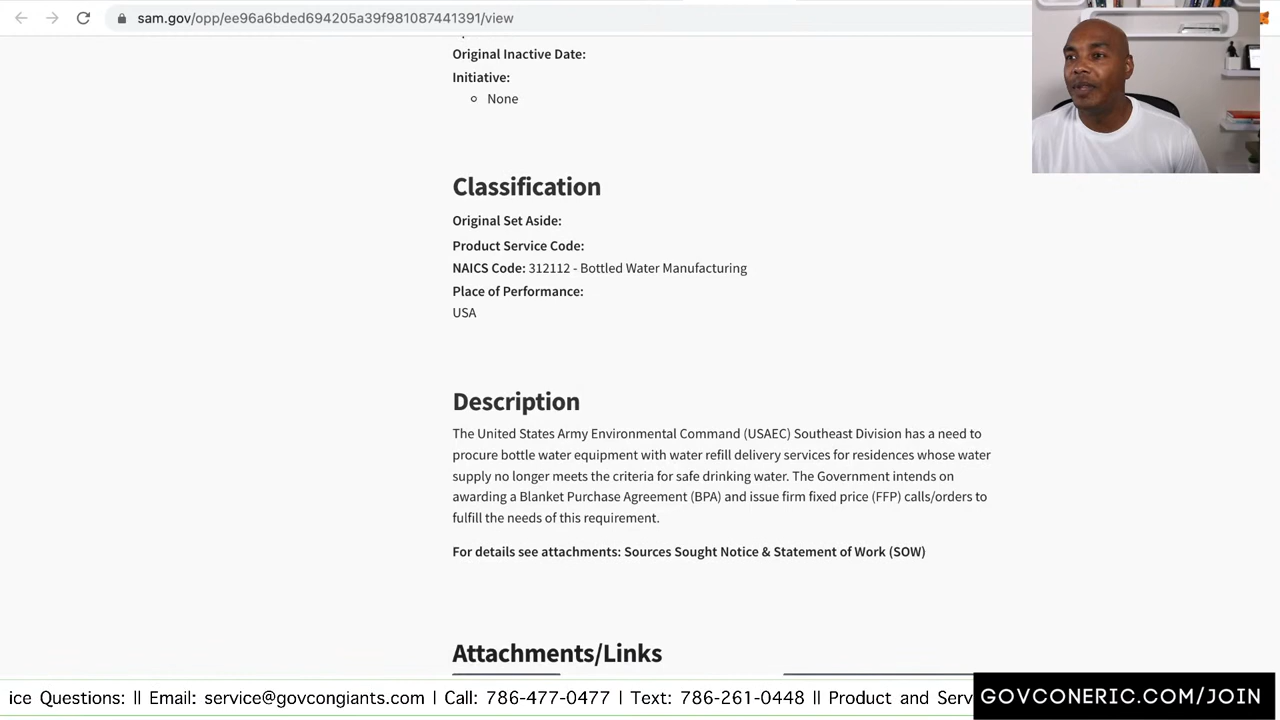 sam.gov/opp/ee96a6bded694205a39f981087441391/view
Original Inactive Date:
Initiative:
None
Classification
Original Set Aside:
Product Service Code:
NAICS Code: 312112 - Bottled Water Manufacturing
Place of Performance:
USA
Description
The United States Army Environmental Command (USAEC) Southeast Division has a need to
procure bottle water equipment with water refill delivery services for residences whose water
supply no longer meets the criteria for safe drinking water. The Government intends on
awarding a Blanket Purchase Agreement (BPA) and issue firm fixed price (FFP) calls/orders to
fulfill the needs of this requirement.
For details see attachments: Sources Sought Notice & Statement of Work (SOW)
Attachments/Links
ice Questions: || Email: service@govcongiants.com | Call: 786-477-0477 | Text: 786-261-0448 || Product and Serv
GOVCONERIC.COM/JOIN